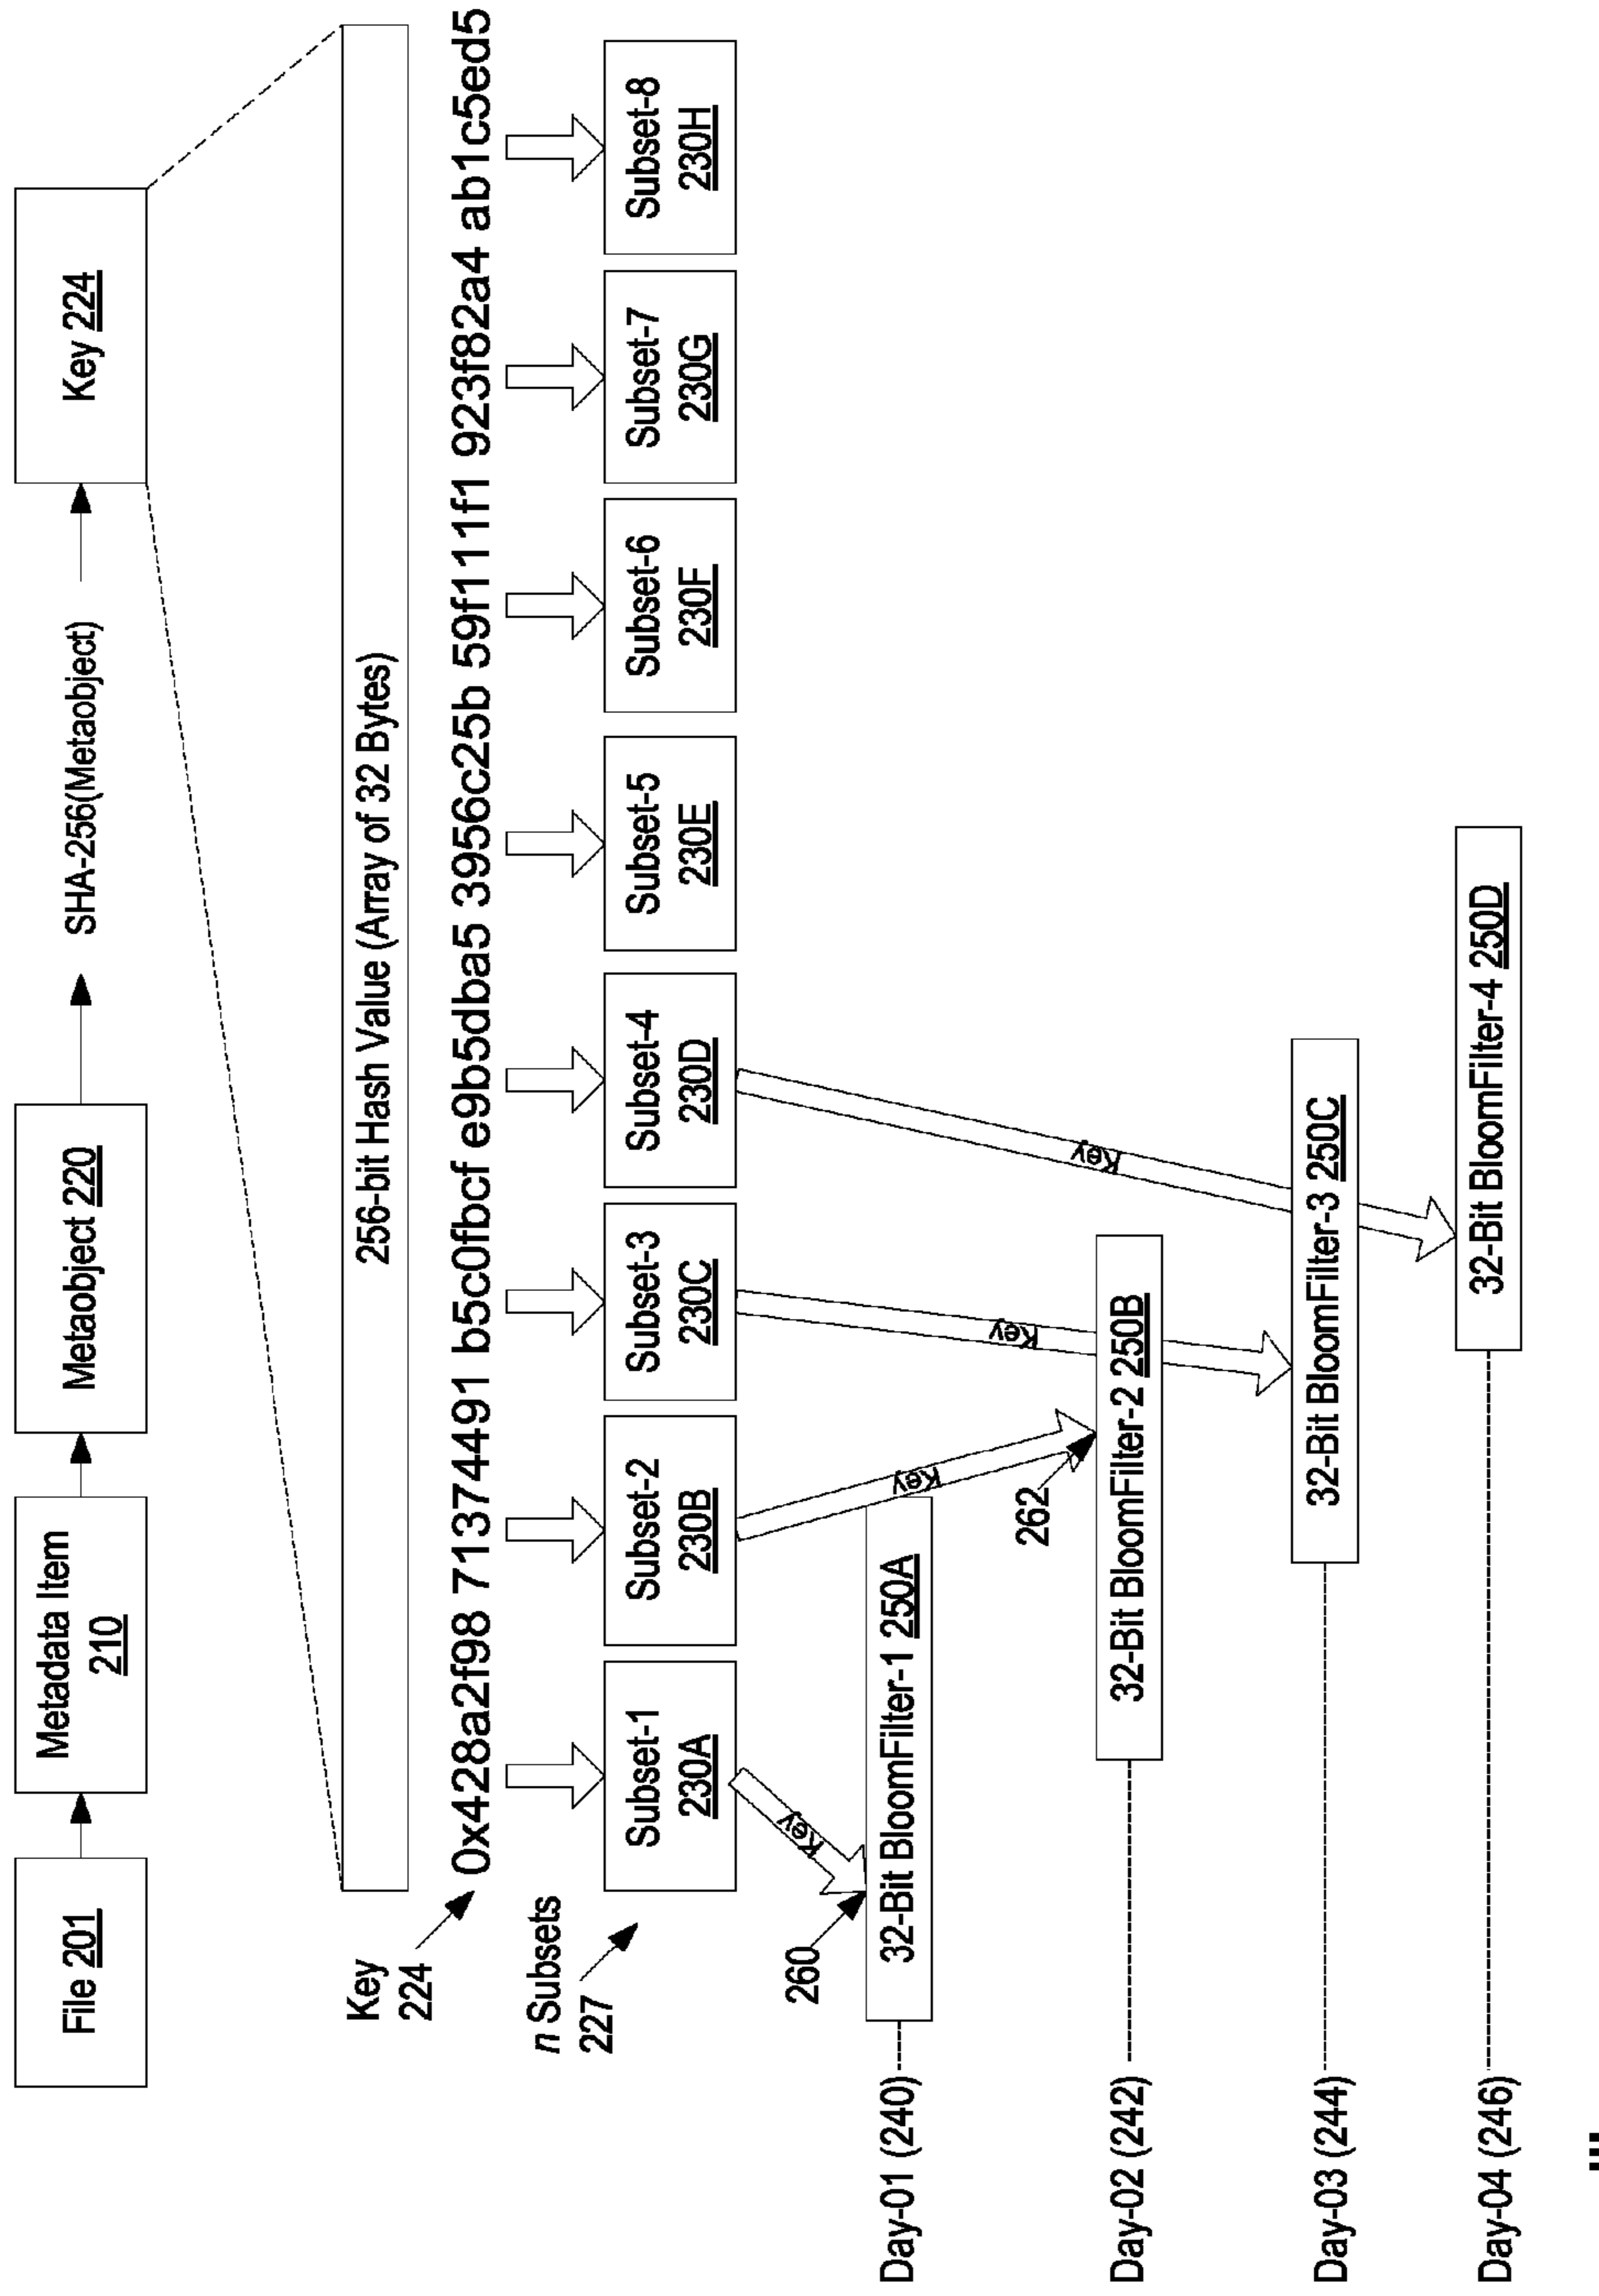 File 201
Metadata Item
210
Metaobject 220
SHA-256(Metaobject)
Key 224
256-bit Hash Value (Array of 32 Bytes)
Key
224
0x428a2f98 71374491 b5c0fbcf e9b5dba5 3956c25b 59f111f1 923f82a4 ab1c5ed5
n Subsets
227
Subset-1
230A
Subset-2
230B
Subset-3
230C
Subset-4
230D
Subset-5
230E
Subset-6
230F
Subset-7
230G
Subset-8
230H
Key
Key
Key
Key
260
262
Day-01 (240)
32-Bit BloomFilter-1 250A
Day-02 (242)
32-Bit BloomFilter-2 250B
Day-03 (244)
32-Bit BloomFilter-3 250C
Day-04 (246)
32-Bit BloomFilter-4 250D